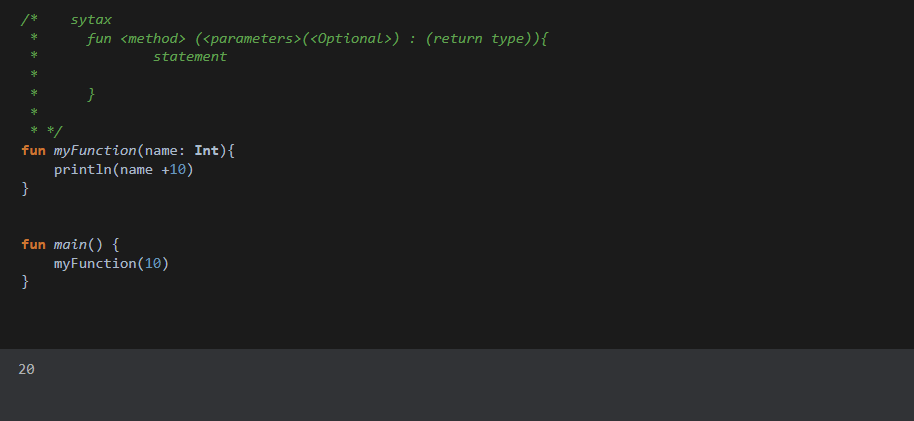 /*    sytax
 *      fun <method> (<parameters>(<Optional>) : (return type)){
 *              statement
 *
 *      }
 *
 * */
fun myFunction(name: Int){
    println(name +10)
}
fun main() {
    myFunction(10)
}
20